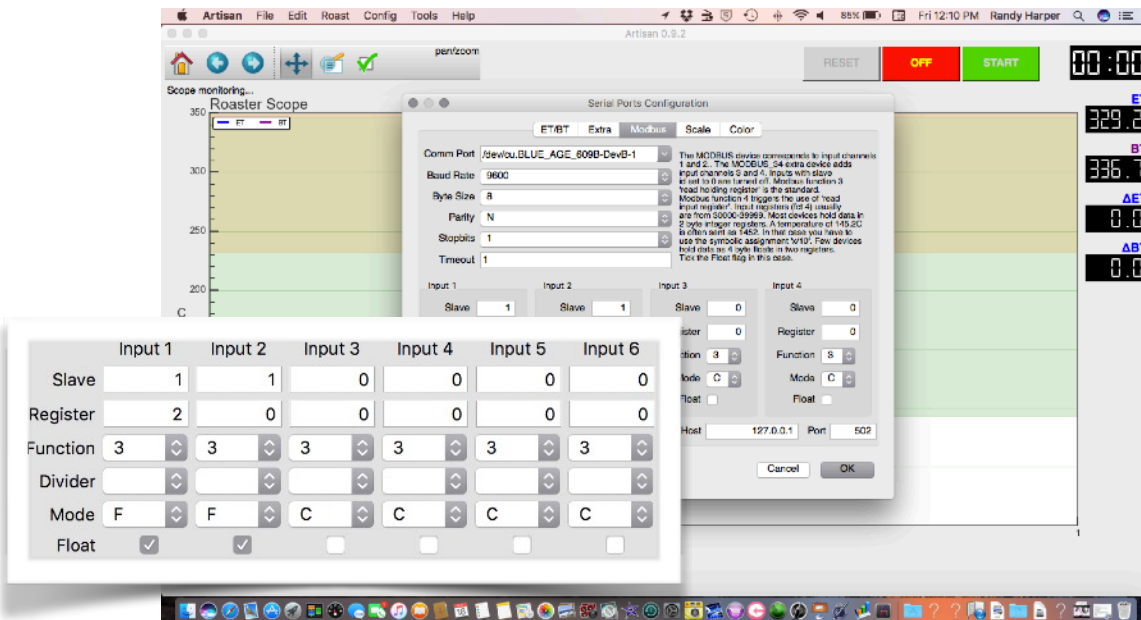 Artisan File Edit Roast Config Tools Help 85% Fri 12:10 PM Randy Harper
Artisan 0.9.2
pan/zoom
RESET OFF START 00:00
Scope monitoring...
Roaster Scope
ET
329.2
BT
336.7
ΔET
0.0
ΔBT
0.0
350
ET BT
300
250
200
C
1
Serial Ports Configuration
ET/BT Extra Modbus Scale Color
Comm Port /dev/cu.BLUE_AGE_609B-DevB-1
Baud Rate 9600
Byte Size 8
Parity N
Stopbits 1
Timeout 1
The MODBUS device corresponds to input channels
1 and 2.. The MODBUS_34 extra device adds
input channels 3 and 4. Inputs with slave
id set to 0 are turned off. Modbus function 3
'read holding register' is the standard.
Modbus function 4 triggers the use of 'read
input register'. Input registers (fct 4) usually
are from 30000-39999. Most devices hold data in
2 byte integer registers. A temperature of 145.2C
is often sent as 1452. In that case you have to
use the symbolic assignment 'x/10'. Few devices
hold data as 4 byte floats in two registers.
Tick the Float flag in this case.
Input 1 Input 2 Input 3 Input 4
Slave 1 Slave 1 Slave 0 Slave 0
0 Register 0
3 Function 3
C Mode C
Float Float
Host 127.0.0.1 Port 502
Cancel OK
Input 1 Input 2 Input 3 Input 4 Input 5 Input 6
Slave 1 1 0 0 0 0
Register 2 0 0 0 0 0
Function 3 3 3 3 3 3
Divider
Mode F F C C C C
Float